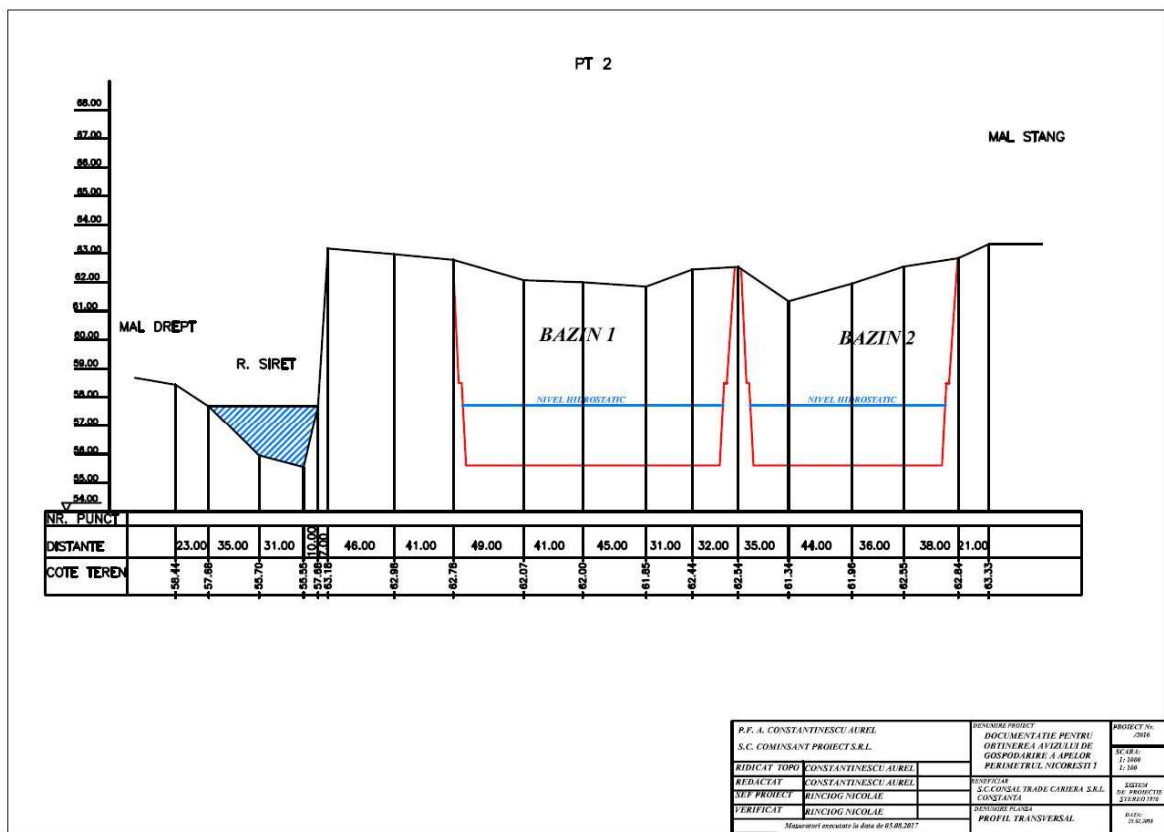 PT 2
MAL STANG
68.00
67.00
66.00
65.00
64.00
63.00
62.00
61.00
60.00
59.00
58.00
57.00
56.00
55.00
54.00
MAL DREPT
R. SIRET
BAZIN 1
BAZIN 2
NIVEL HIDROSTATIC
NIVEL HIDROSTATIC
NR. PUNCT
DISTANTE 23.00 35.00 31.00 10.00 7.00 46.00 41.00 49.00 41.00 45.00 31.00 32.00 35.00 44.00 36.00 38.00 21.00
COTE TEREN 58.44 57.68 55.70 55.55 57.68 63.18 62.98 62.78 62.07 62.00 61.85 62.44 62.54 61.34 61.96 62.55 62.84 63.33
P.F. A. CONSTANTINESCU AUREL
S.C. COMINSANT PROIECT S.R.L.
RIDICAT TOPO CONSTANTINESCU AUREL
REDACTAT CONSTANTINESCU AUREL
SEF PROIECT RINCIOG NICOLAE
VERIFICAT RINCIOG NICOLAE
Masuratori executate la data de 05.08.2017
DENUMIRE PROIECT
DOCUMENTATIE PENTRU
OBTINEREA AVIZULUI DE
GOSPODARIRE A APELOR
PERIMETRUL NICORESTI
BENEFICIAR
S.C.CONSAL TRADE CARIERA S.R.L.
CONSTANTA
DENUMIRE PLANSA
PROFIL TRANSVERSAL
PROIECT Nr.
/2010
SCARA:
1: 1000
1: 100
SISTEM
DE PROIECTIE
STEREO 1970
DATA: